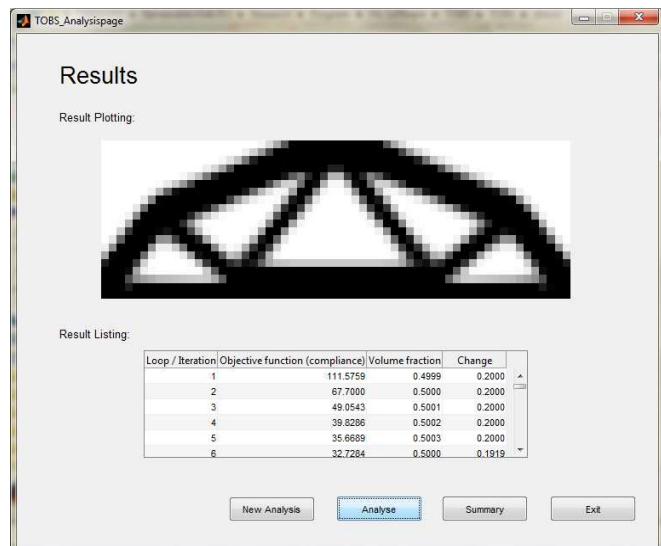 TOBS_Analysispage
Results
Result Plotting:
Result Listing:
Loop / Iteration Objective function (compliance) Volume fraction Change
1 111.5759 0.4999 0.2000
2 67.7000 0.5000 0.2000
3 49.0543 0.5001 0.2000
4 39.8286 0.5002 0.2000
5 35.6689 0.5003 0.2000
6 32.7284 0.5000 0.1919
New Analysis Analyse Summary Exit